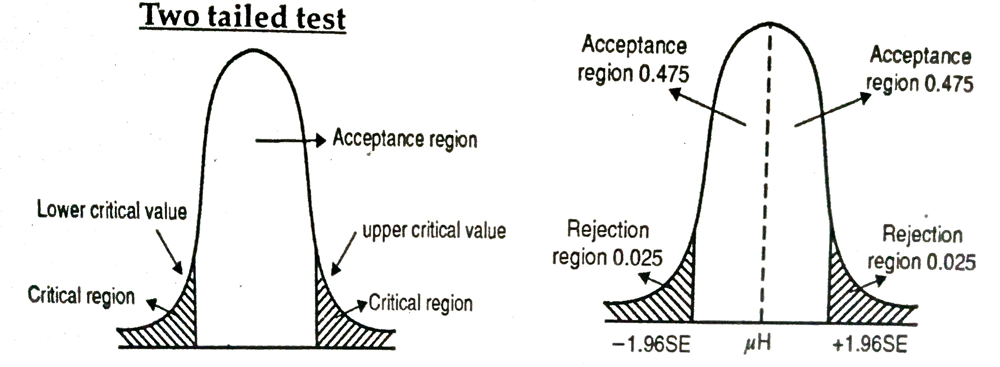 Two tailed test
Acceptance region
Lower critical value
upper critical value
Critical region
Critical region
Acceptance
region 0.475
Acceptance
region 0.475
Rejection
region 0.025
Rejection
region 0.025
−1.96SE
μH
+1.96SE